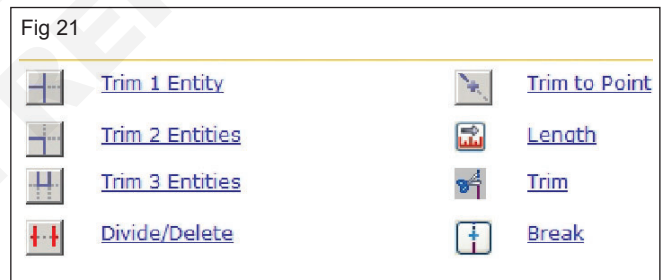 Fig 21
Trim 1 Entity
Trim to Point
Trim 2 Entities
Length
Trim 3 Entities
Trim
Divide/Delete
Break